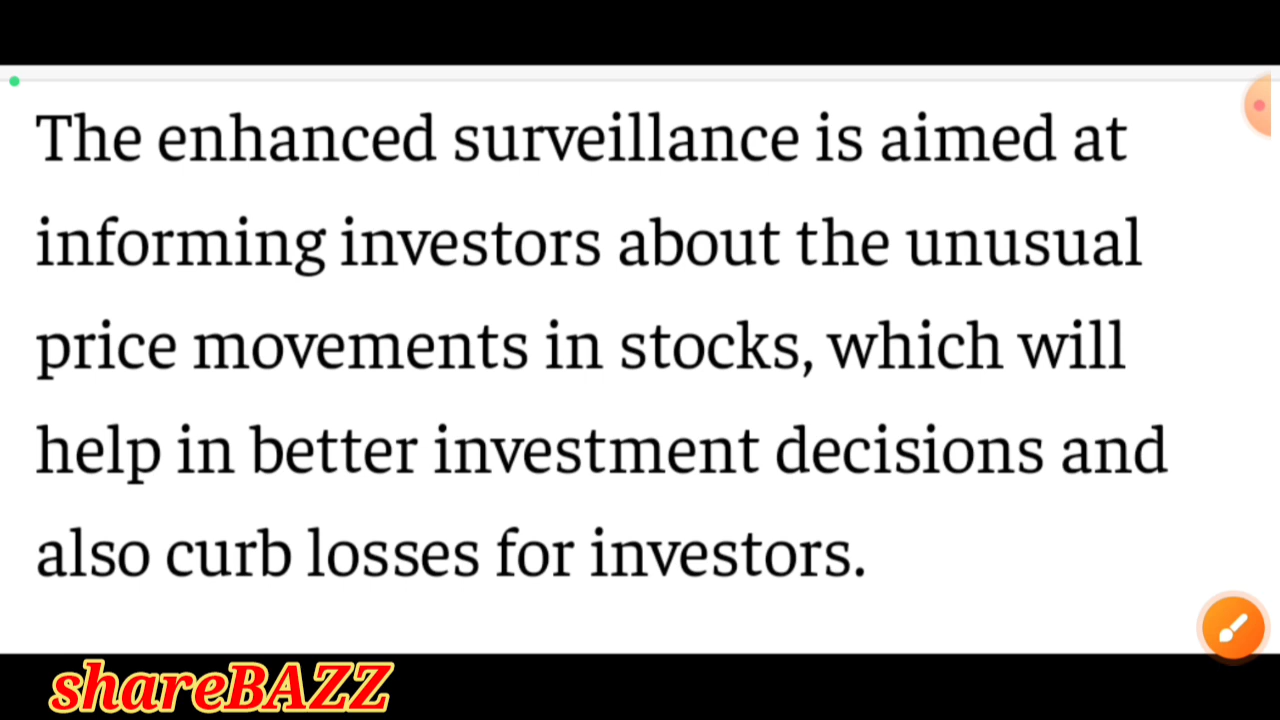 The enhanced surveillance is aimed at
informing investors about the unusual
price movements in stocks, which will
help in better investment decisions and
also curb losses for investors.
shareBAZZ